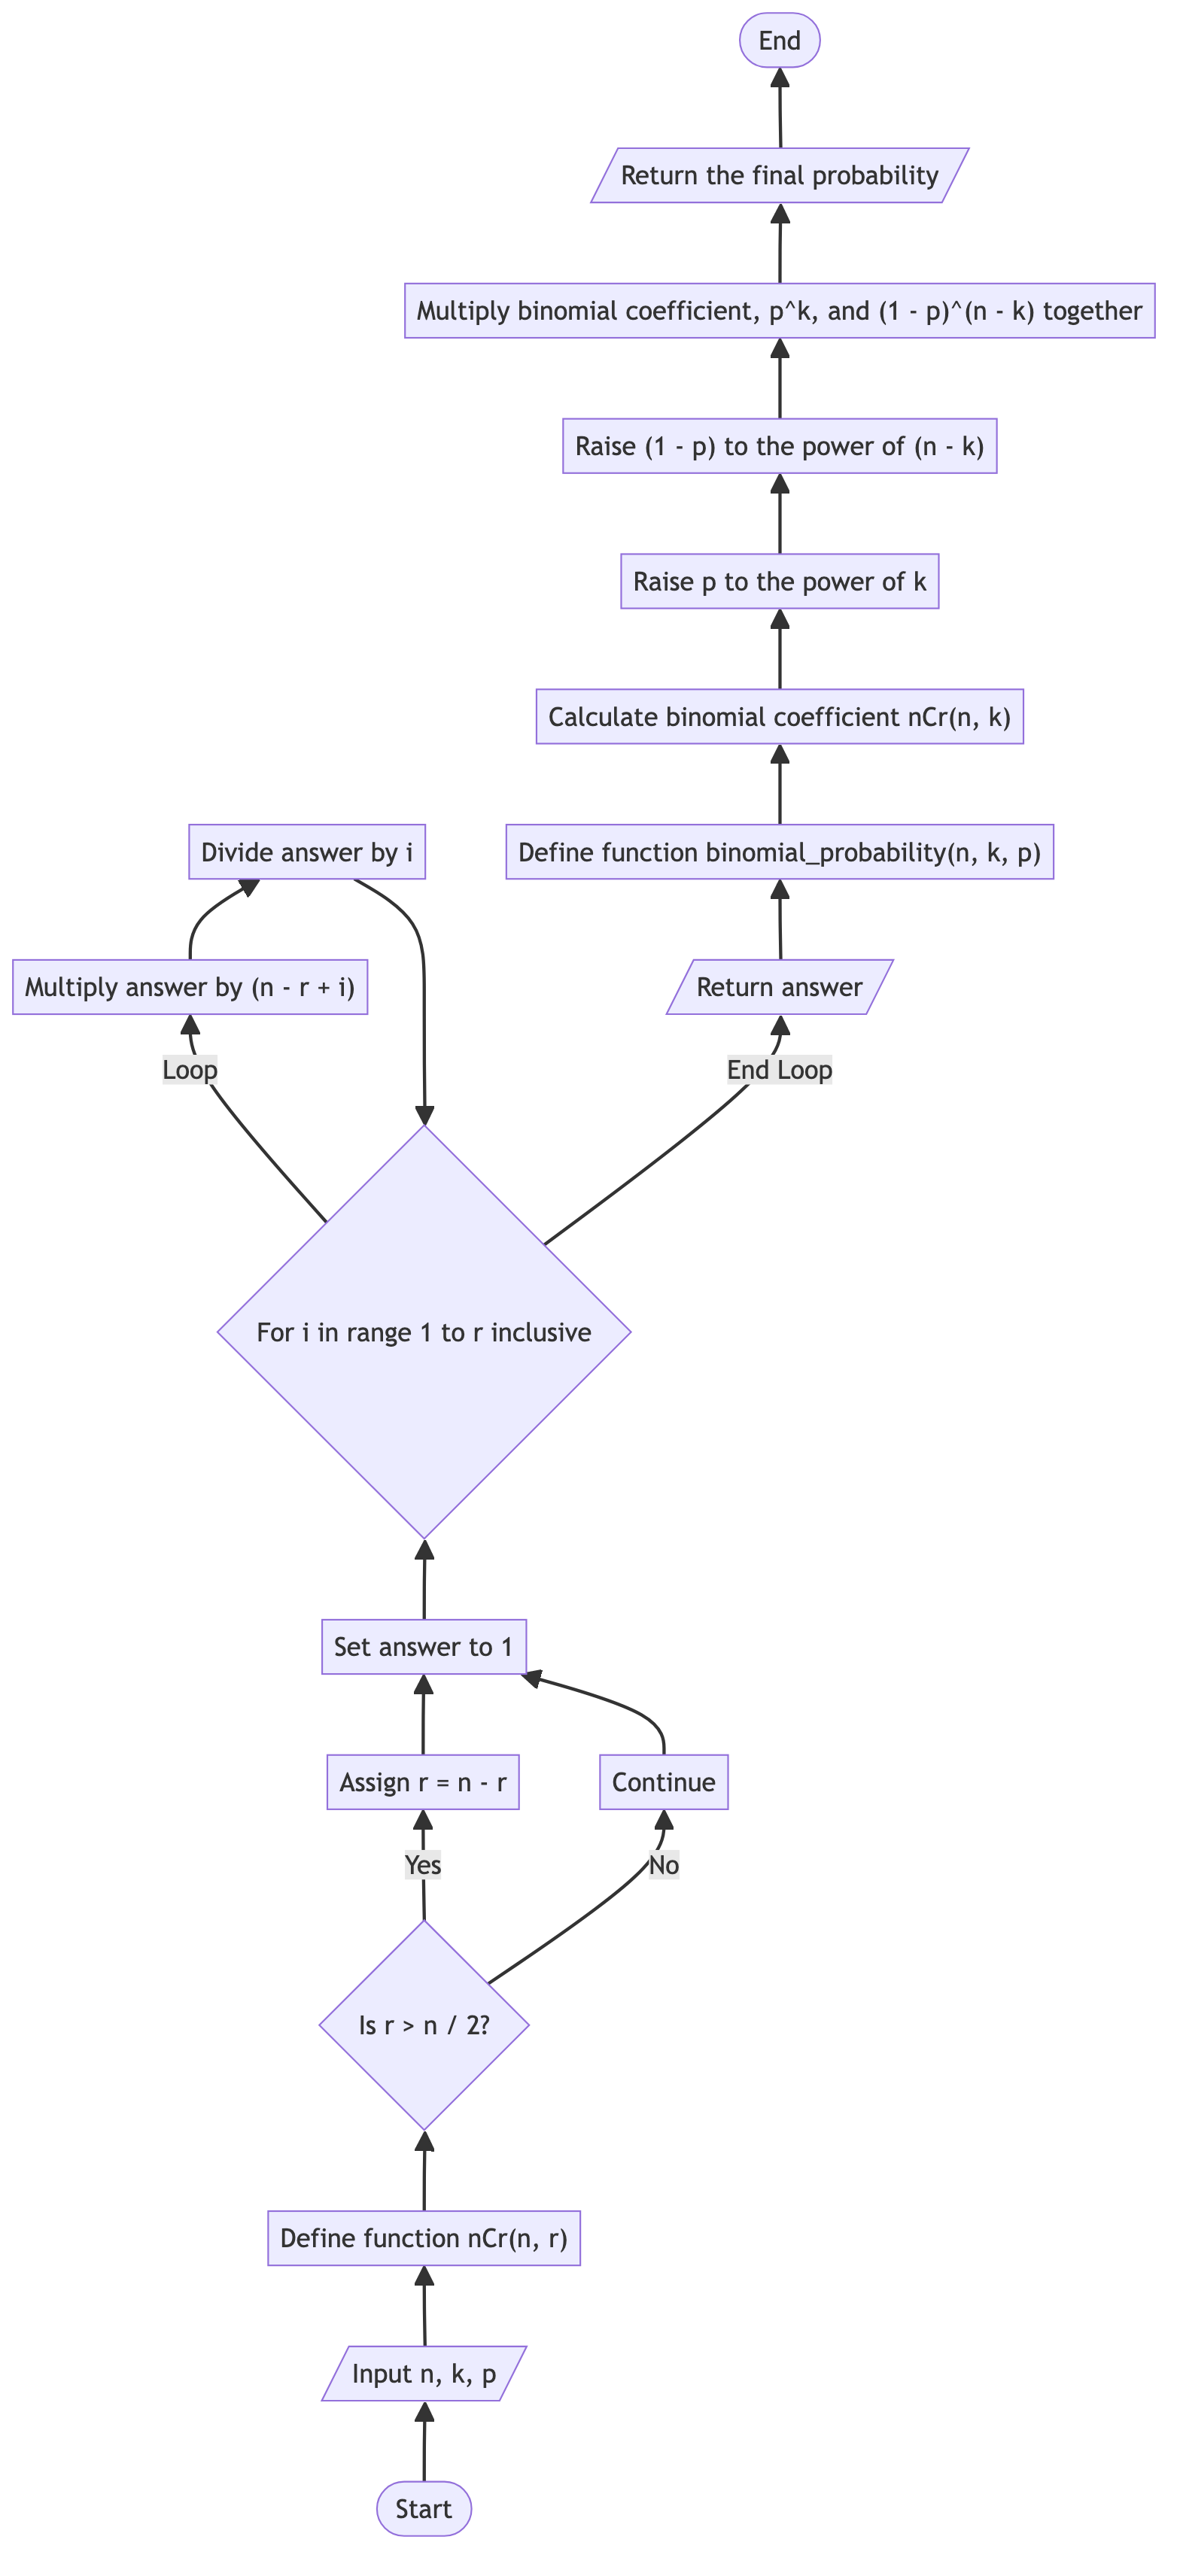 End
Return the final probability
Multiply binomial coefficient, p^k, and (1 - p)^(n - k) together
Raise (1 - p) to the power of (n - k)
Raise p to the power of k
Calculate binomial coefficient nCr(n, k)
Divide answer by i
Define function binomial_probability(n, k, p)
Multiply answer by (n - r + i)
Return answer
Loop
End Loop
For i in range 1 to r inclusive
Set answer to 1
Assign r = n - r
Continue
Yes
No
Is r > n / 2?
Define function nCr(n, r)
Input n, k, p
Start